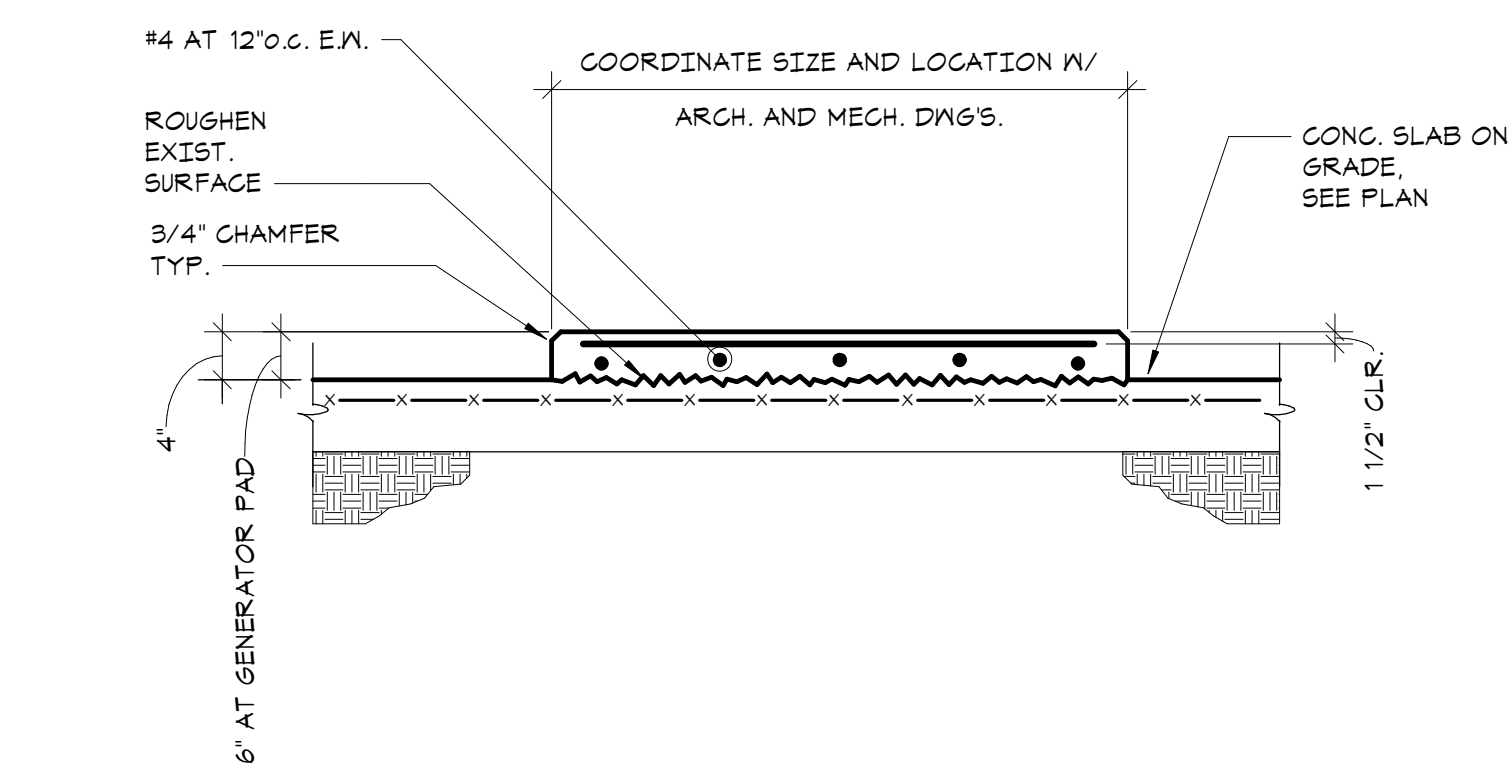 #4 AT 12"o.c. E.W.
COORDINATE SIZE AND LOCATION W/
ARCH. AND MECH. DWG'S.
ROUGHEN
EXIST.
SURFACE
3/4" CHAMFER
TYP.
CONC. SLAB ON
GRADE,
SEE PLAN
4"
6" AT GENERATOR PAD
1 1/2" CLR.